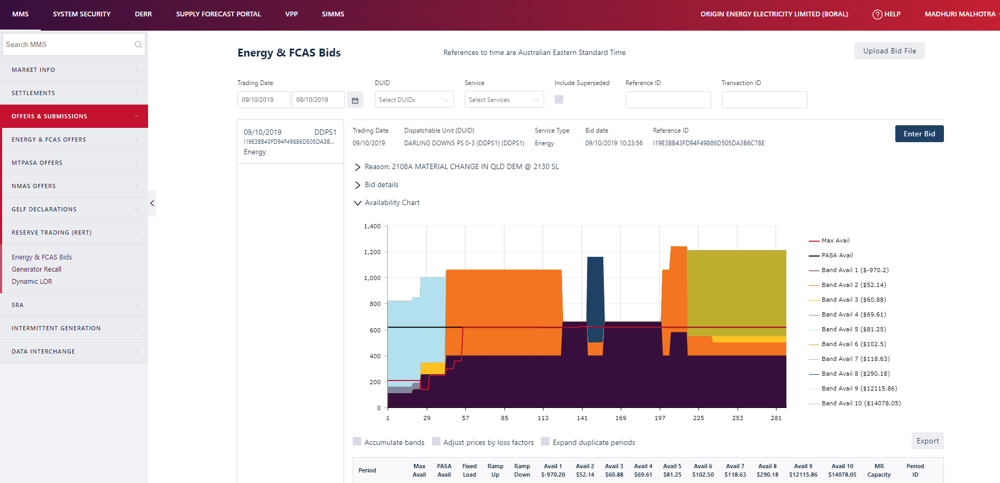 MMS SYSTEM SECURITY DERR SUPPLY FORECAST PORTAL VPP SIMMS ORIGIN ENERGY ELECTRICITY LIMITED (BORAL) ? HELP MADHURI MALHOTRA
Search MMS
MARKET INFO
SETTLEMENTS
OFFERS & SUBMISSIONS
ENERGY & FCAS OFFERS
MTPASA OFFERS
NMAS OFFERS
GELF DECLARATIONS
RESERVE TRADING (RERT)
Energy & FCAS Bids
Generator Recall
Dynamic LOR
SRA
INTERMITTENT GENERATION
DATA INTERCHANGE
Energy & FCAS Bids References to time are Australian Eastern Standard Time Upload Bid File
Trading Date DUID Service Include Superseded Reference ID Transaction ID
09/10/2019 09/10/2019 Select DUIDs Select Services
09/10/2019 DDPS1
I19E3BB43FD94F49886D505DA3B...
Energy
Trading Date Dispatchable Unit (DUID) Service Type Bid date Reference ID
09/10/2019 DARLING DOWNS PS 0-3 (DDPS1) (DDPS1) Energy 09/10/2019 10:23:56 I19E3BB43FD94F49886D505DA3B6C78E
Enter Bid
Reason: 2108A MATERIAL CHANGE IN QLD DEM @ 2130 SL
Bid details
Availability Chart
1,400
1,200
1,000
800
600
400
200
0
1 29 57 85 113 141 169 197 225 253 281
Max Avail
PASA Avail
Band Avail 1 ($-970.2)
Band Avail 2 ($52.14)
Band Avail 3 ($60.88)
Band Avail 4 ($69.61)
Band Avail 5 ($81.25)
Band Avail 6 ($102.5)
Band Avail 7 ($118.63)
Band Avail 8 ($290.18)
Band Avail 9 ($12115.86)
Band Avail 10 ($14078.05)
Accumulate bands Adjust prices by loss factors Expand duplicate periods Export
Period Max PASA Fixed Ramp Ramp Avail 1 Avail 2 Avail 3 Avail 4 Avail 5 Avail 6 Avail 7 Avail 8 Avail 9 Avail 10 MR Period
Avail Avail Load Up Down $-970.20 $52.14 $60.88 $69.61 $81.25 $102.50 $118.63 $290.18 $12115.86 $14078.05 Capacity ID